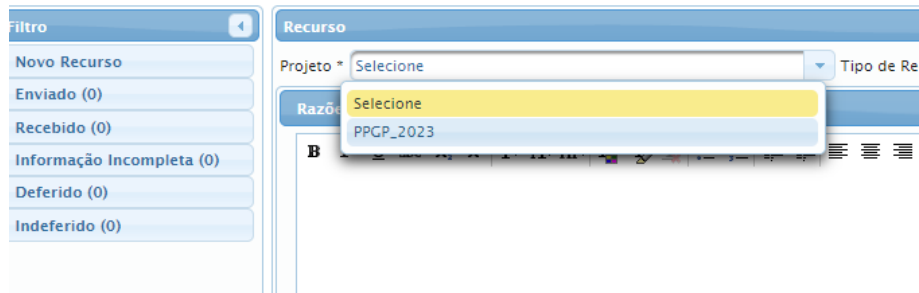 Filtro
Novo Recurso
Enviado (0)
Recebido (0)
Informação Incompleta (0)
Deferido (0)
Indeferido (0)
Recurso
Projeto * Selecione Tipo de Re
Selecione
PPGP_2023
Razõe
B